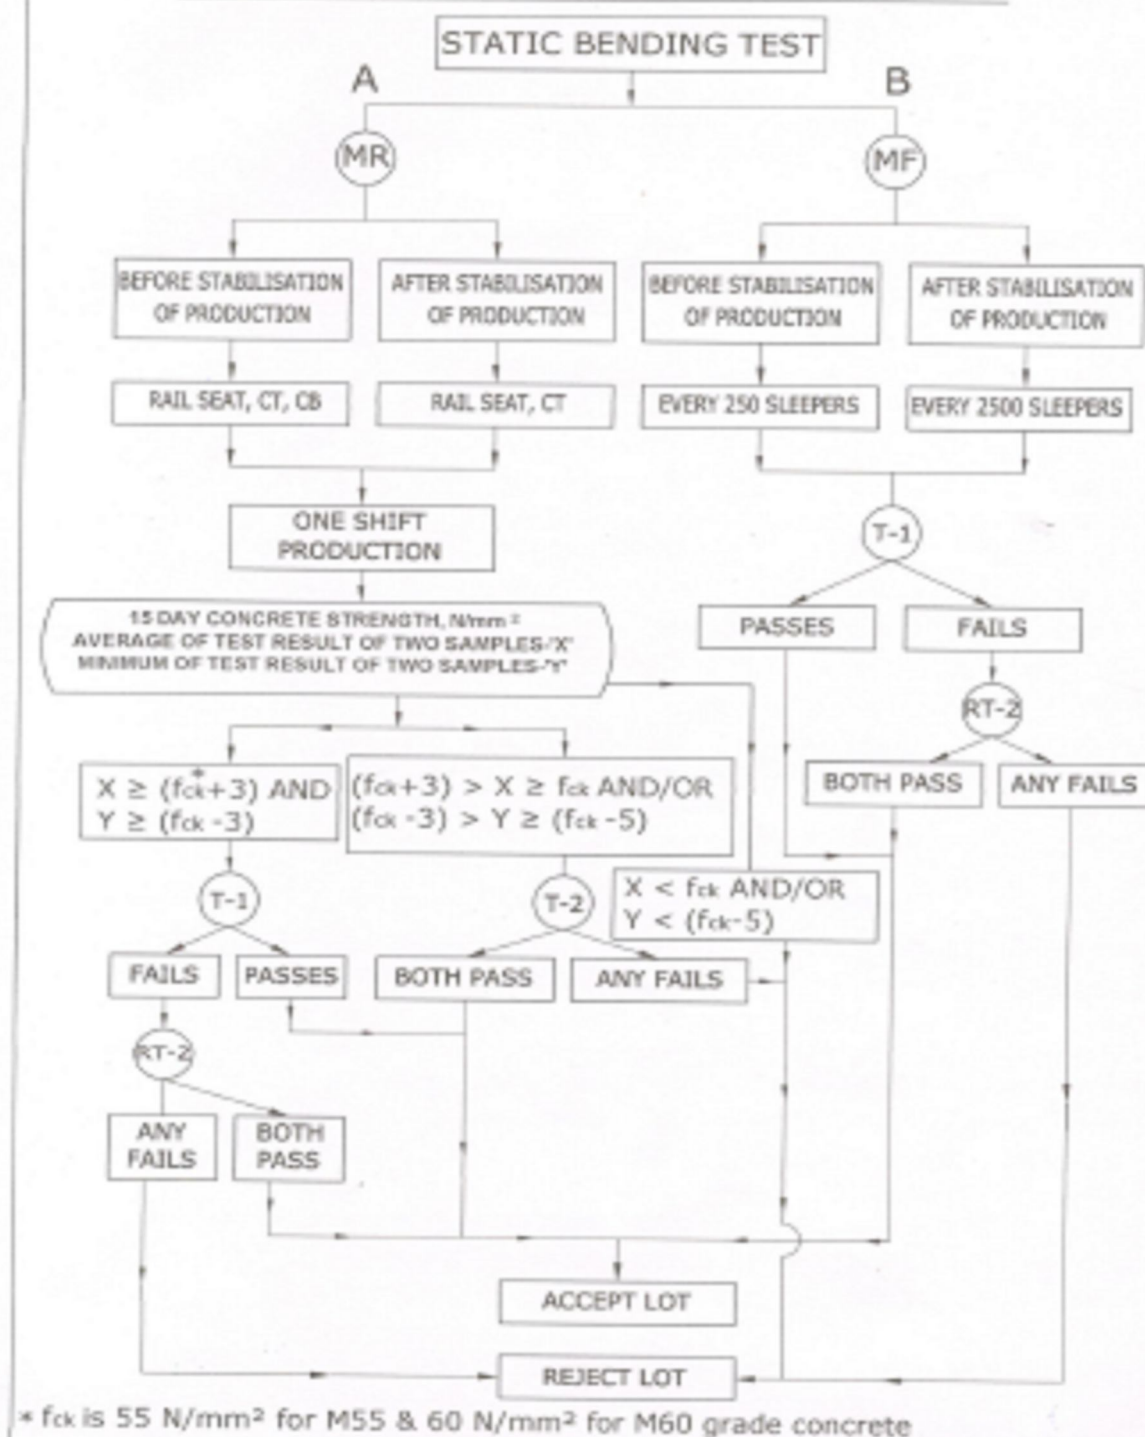 STATIC BENDING TEST
A
B
MR
MF
BEFORE STABILISATION
OF PRODUCTION
AFTER STABILISATION
OF PRODUCTION
BEFORE STABILISATION
OF PRODUCTION
AFTER STABILISATION
OF PRODUCTION
RAIL SEAT, CT, CB
RAIL SEAT, CT
EVERY 250 SLEEPERS
EVERY 2500 SLEEPERS
ONE SHIFT
PRODUCTION
T-1
PASSES
FAILS
RT-2
BOTH PASS
ANY FAILS
15 DAY CONCRETE STRENGTH, N/mm²
AVERAGE OF TEST RESULT OF TWO SAMPLES-"X"
MINIMUM OF TEST RESULT OF TWO SAMPLES-"Y"
X ≥ (fck*+3) AND
Y ≥ (fck -3)
(fck+3) > X ≥ fck AND/OR
(fck -3) > Y ≥ (fck -5)
X < fck AND/OR
Y < (fck-5)
T-1
T-2
FAILS
PASSES
BOTH PASS
ANY FAILS
RT-2
ANY
FAILS
BOTH
PASS
ACCEPT LOT
REJECT LOT
* fck is 55 N/mm² for M55 & 60 N/mm² for M60 grade concrete